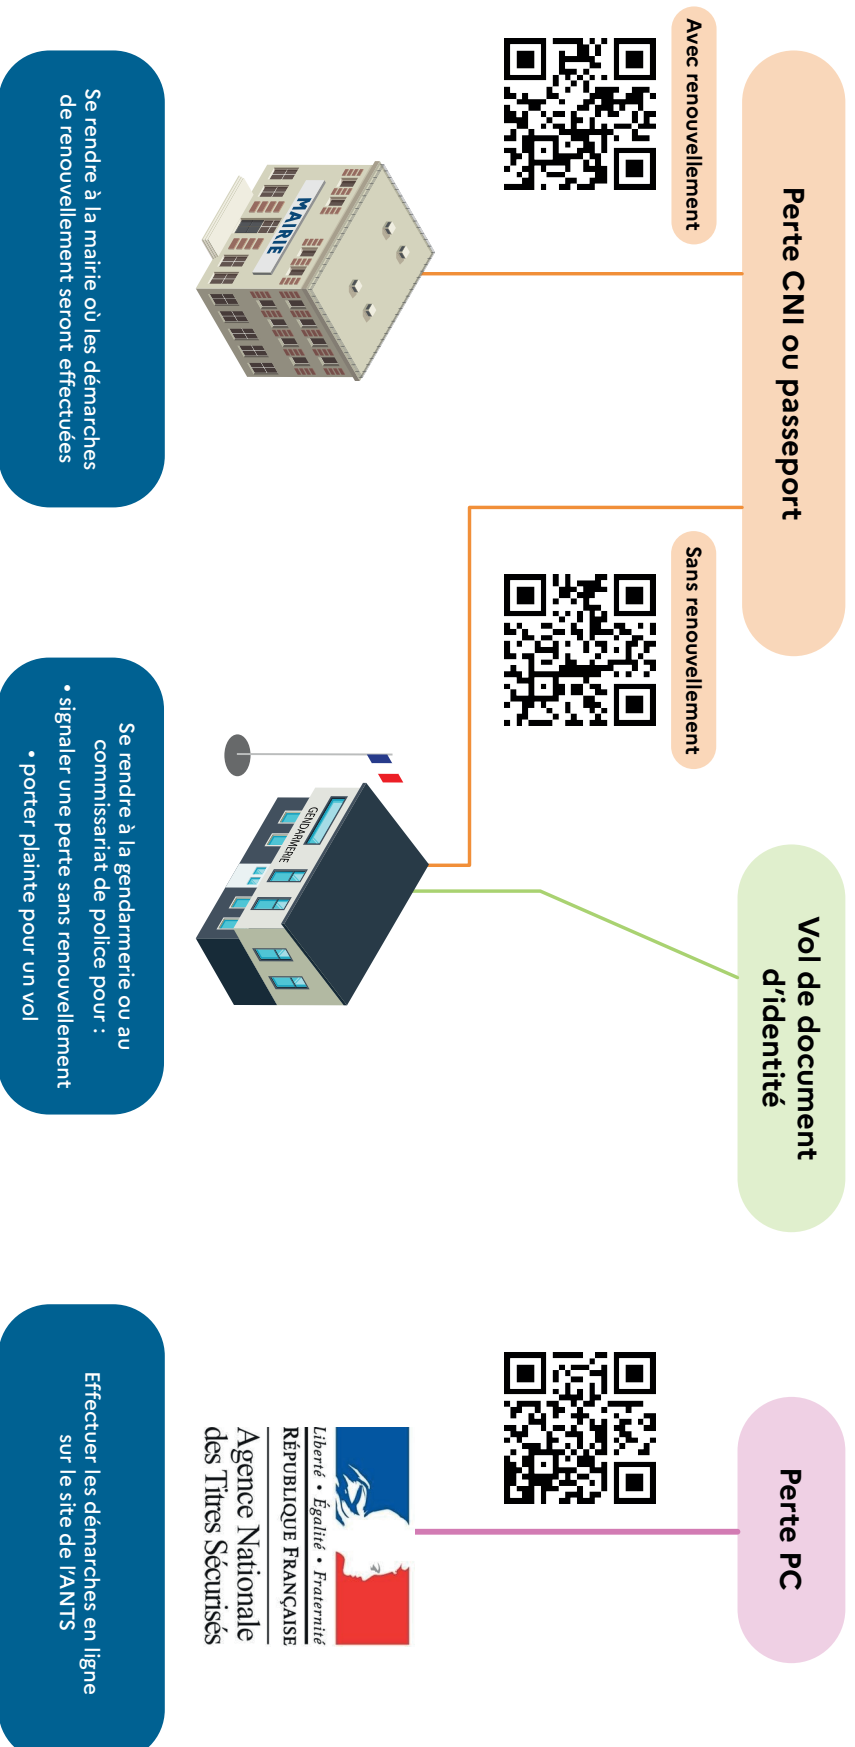 Perte CNI ou passeport
Avec renouvellement
Sans renouvellement
MAIRIE
Se rendre à la mairie où les démarches
de renouvellement seront effectuées
Vol de document
d'identité
GENDARMERIE
Se rendre à la gendarmerie ou au
commissariat de police pour :
• signaler une perte sans renouvellement
• porter plainte pour un vol
Perte PC
Liberté • Égalité • Fraternité
RÉPUBLIQUE FRANÇAISE
Agence Nationale
des Titres Sécurisés
Effectuer les démarches en ligne
sur le site de l'ANTS